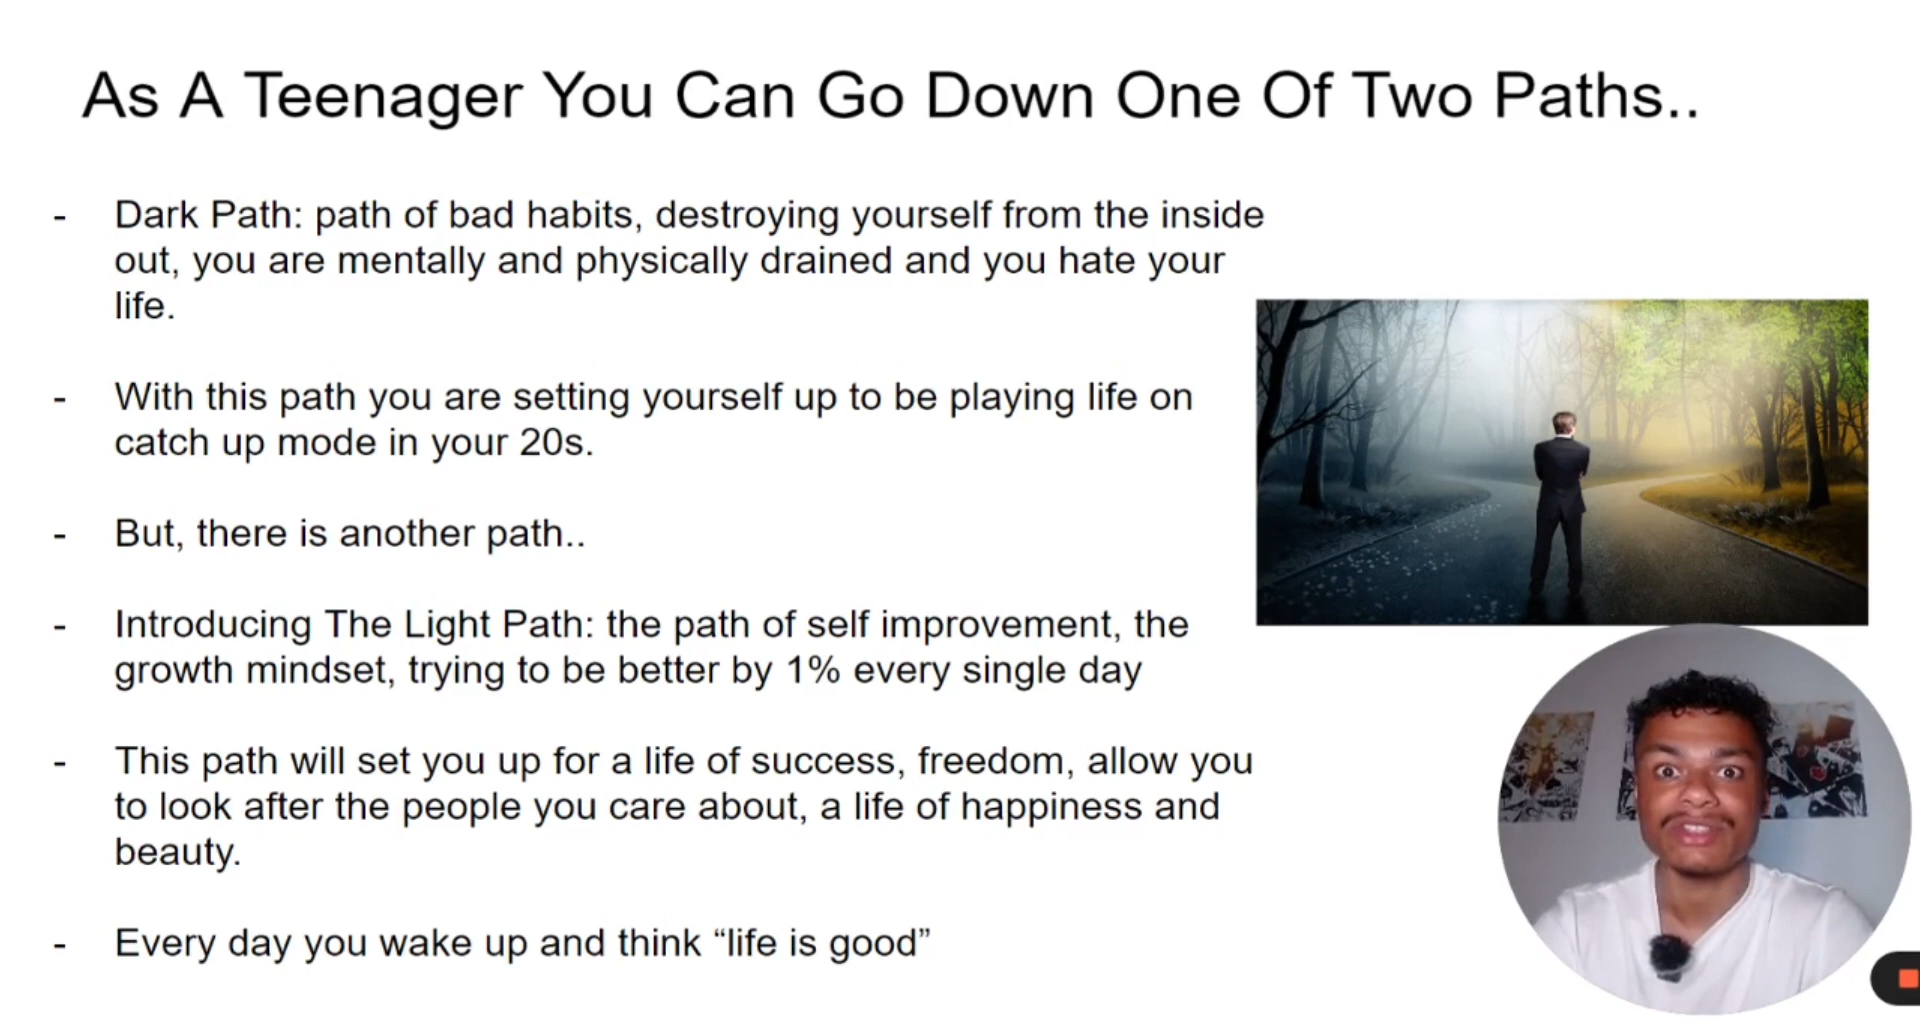 As A Teenager You Can Go Down One Of Two Paths..
- Dark Path: path of bad habits, destroying yourself from the inside
out, you are mentally and physically drained and you hate your
life.
- With this path you are setting yourself up to be playing life on
catch up mode in your 20s.
- But, there is another path..
- Introducing The Light Path: the path of self improvement, the
growth mindset, trying to be better by 1% every single day
- This path will set you up for a life of success, freedom, allow you
to look after the people you care about, a life of happiness and
beauty.
- Every day you wake up and think “life is good”